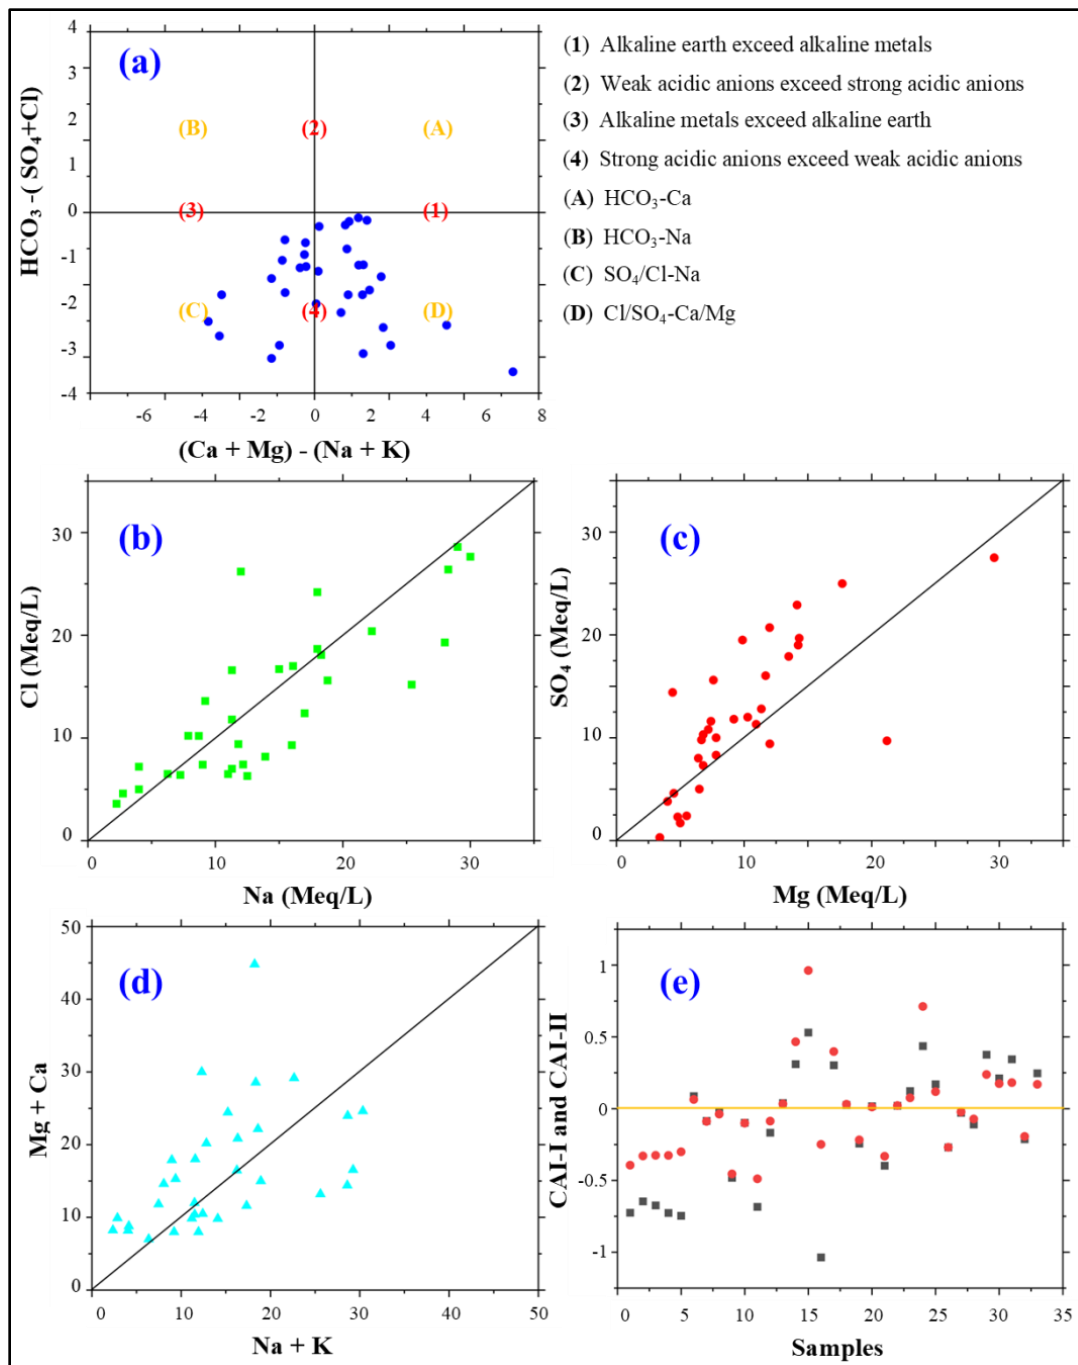 (a)
HCO₃ -( SO₄+Cl)
4
3
2
1
0
-1
-2
-3
-4
(B)
(2)
(A)
(3)
(1)
(C)
(4)
(D)
-6
-4
-2
0
2
4
6
8
(Ca + Mg) - (Na + K)
(1) Alkaline earth exceed alkaline metals
(2) Weak acidic anions exceed strong acidic anions
(3) Alkaline metals exceed alkaline earth
(4) Strong acidic anions exceed weak acidic anions
(A) HCO₃-Ca
(B) HCO₃-Na
(C) SO₄/Cl-Na
(D) Cl/SO₄-Ca/Mg
(b)
Cl (Meq/L)
30
20
10
0
0
10
20
30
Na (Meq/L)
(c)
SO₄ (Meq/L)
30
20
10
0
0
10
20
30
Mg (Meq/L)
(d)
Mg + Ca
50
40
30
20
10
0
0
10
20
30
40
50
Na + K
(e)
CAI-I and CAI-II
1
0.5
0
-0.5
-1
0
5
10
15
20
25
30
35
Samples